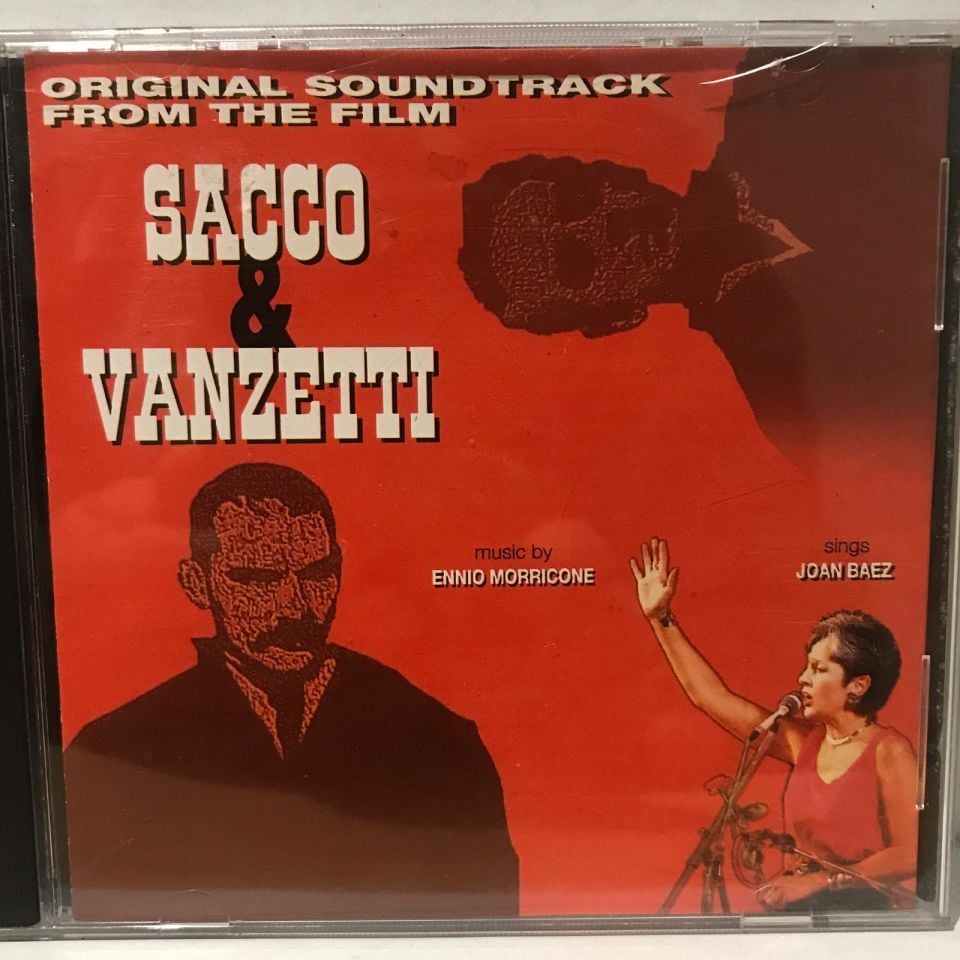 ORIGINAL SOUNDTRACK
FROM THE FILM
SACCO
&
VANZETTI
music by
ENNIO MORRICONE
sings
JOAN BAEZ